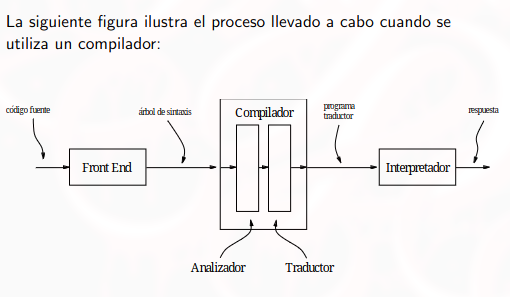 La siguiente figura ilustra el proceso llevado a cabo cuando se
utiliza un compilador:
código fuente
árbol de sintaxis
Compilador
programa
traductor
respuesta
Front End
Interpretador
Analizador
Traductor